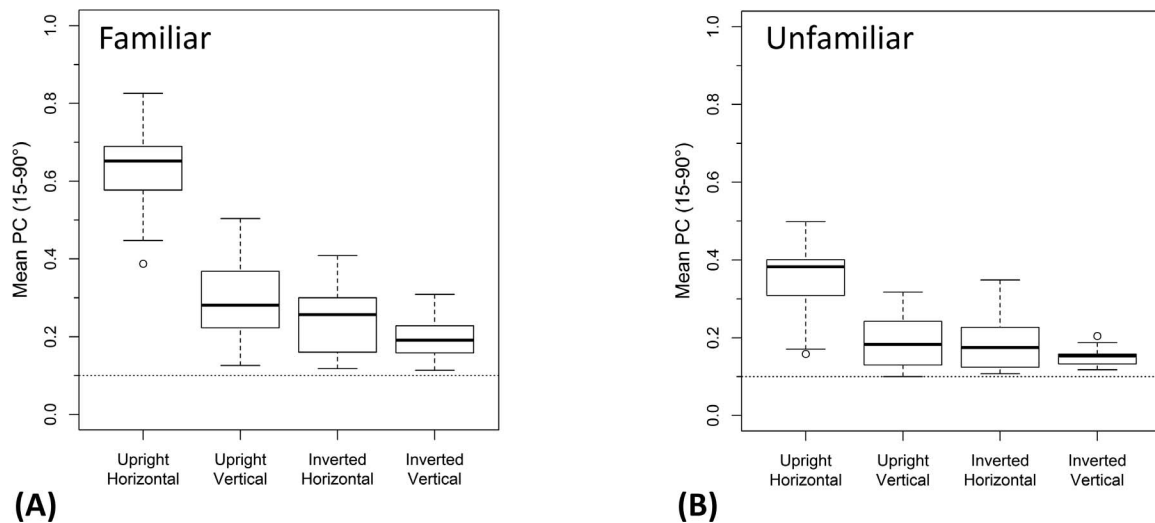 Familiar
Mean PC (15-90°)
1.0
0.8
0.6
0.4
0.2
0.0
Upright
Horizontal
Upright
Vertical
Inverted
Horizontal
Inverted
Vertical
(A)
Unfamiliar
Mean PC (15-90°)
1.0
0.8
0.6
0.4
0.2
0.0
Upright
Horizontal
Upright
Vertical
Inverted
Horizontal
Inverted
Vertical
(B)